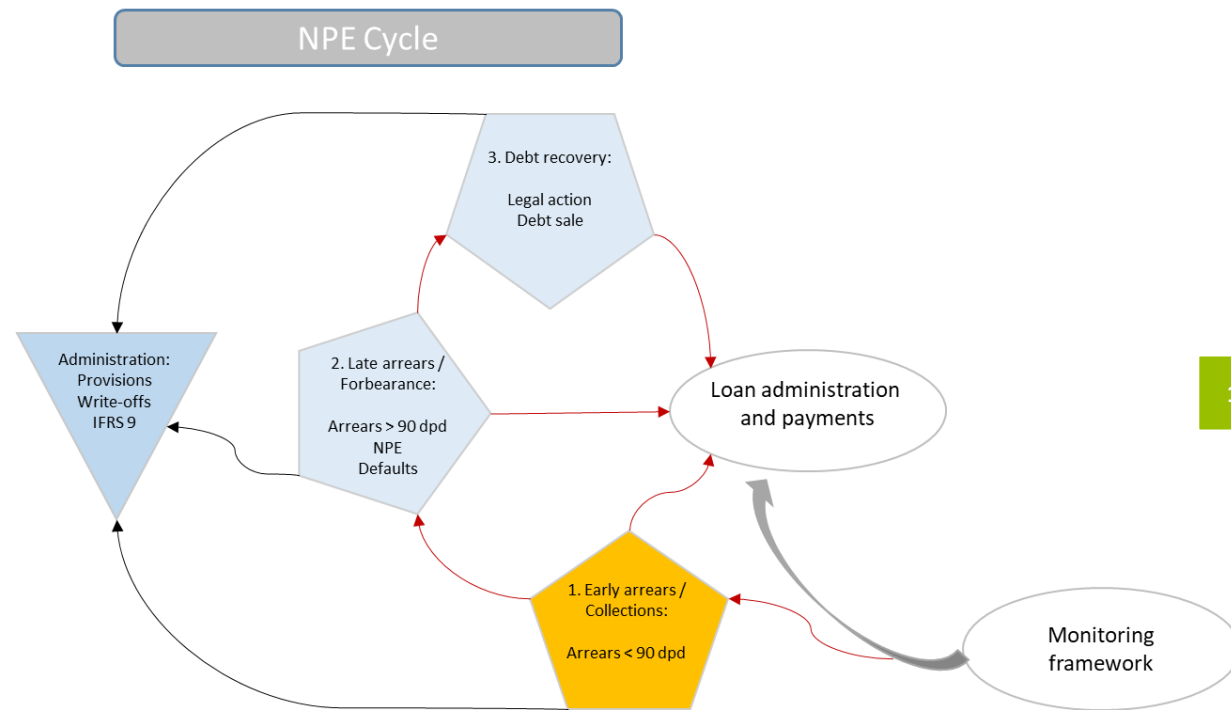 NPE Cycle
3. Debt recovery:
Legal action
Debt sale
Administration:
Provisions
Write-offs
IFRS 9
2. Late arrears /
Forbearance:
Arrears > 90 dpd
NPE
Defaults
Loan administration
and payments
1. Early arrears /
Collections:
Arrears < 90 dpd
Monitoring
framework